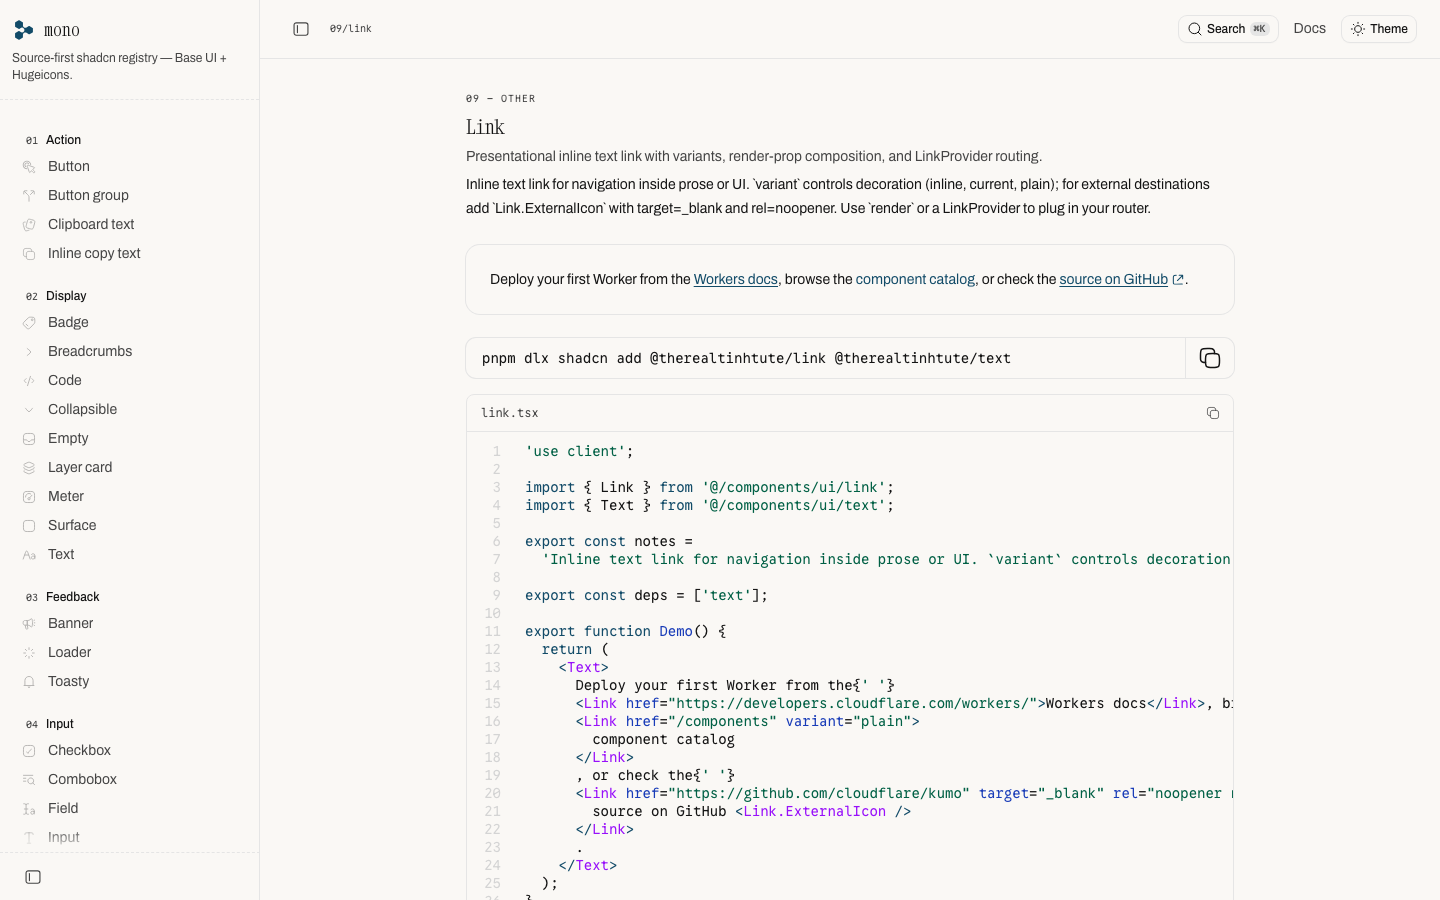 mono
Source-first shadcn registry — Base UI +
Hugeicons.
01 Action
Button
Button group
Clipboard text
Inline copy text
02 Display
Badge
Breadcrumbs
Code
Collapsible
Empty
Layer card
Meter
Surface
Text
03 Feedback
Banner
Loader
Toasty
04 Input
Checkbox
Combobox
Field
Input
09/link
Search ⌘K
Docs
Theme
09 — OTHER
Link
Presentational inline text link with variants, render-prop composition, and LinkProvider routing.
Inline text link for navigation inside prose or UI. `variant` controls decoration (inline, current, plain); for external destinations
add `Link.ExternalIcon` with target=_blank and rel=noopener. Use `render` or a LinkProvider to plug in your router.
Deploy your first Worker from the Workers docs, browse the component catalog, or check the source on GitHub .
pnpm dlx shadcn add @therealtinhtute/link @therealtinhtute/text
link.tsx
1 'use client';
2
3 import { Link } from '@/components/ui/link';
4 import { Text } from '@/components/ui/text';
5
6 export const notes =
7 'Inline text link for navigation inside prose or UI. `variant` controls decoration
8
9 export const deps = ['text'];
10
11 export function Demo() {
12 return (
13 <Text>
14 Deploy your first Worker from the{' '}
15 <Link href="https://developers.cloudflare.com/workers/">Workers docs</Link>, b
16 <Link href="/components" variant="plain">
17 component catalog
18 </Link>
19 , or check the{' '}
20 <Link href="https://github.com/cloudflare/kumo" target="_blank" rel="noopener
21 source on GitHub <Link.ExternalIcon />
22 </Link>
23 .
24 </Text>
25 );
26 }